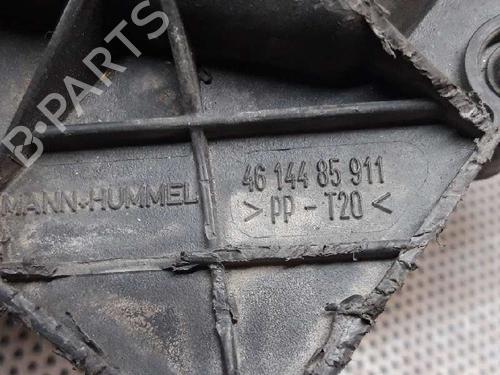 B-PARTS
MANN+HUMMEL
46 144 85 911
> PP - T20 <